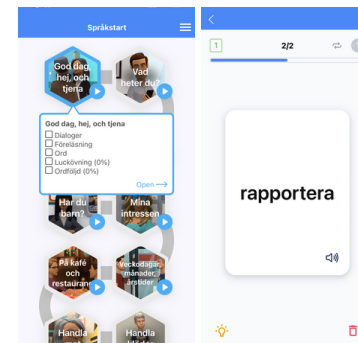 Språkstart
God dag,
hej, och
tjena
Vad
heter du?
God dag, hej, och tjena
Dialoger
Föreläsning
Ord
Luckövning (0%)
Ordföljd (0%)
Open
Har du
barn?
Mina
intressen
På kafé
och
restaurang
Veckodagar,
månader,
årstider
Handla
mat
Handla
kläder
1
2/2
rapportera